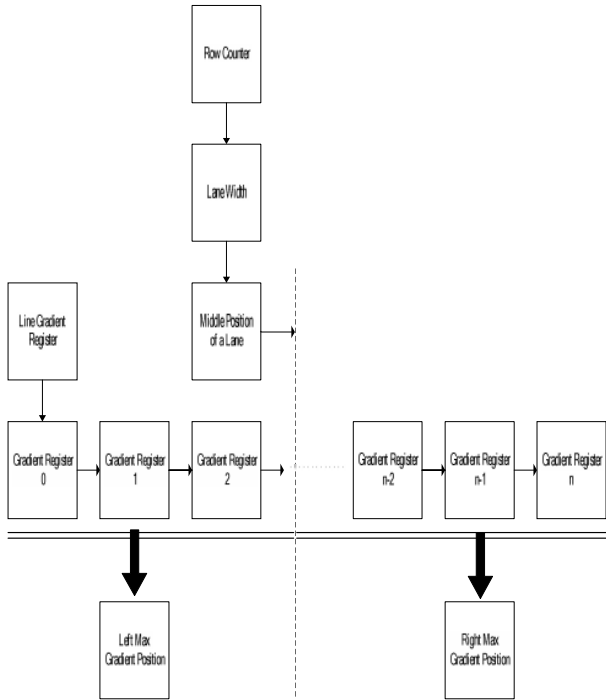 Row Counter
Lane Width
Line Gradient
Register
Middle Position
of a Lane
Gradient Register
0
Gradient Register
1
Gradient Register
2
Gradient Register
n-2
Gradient Register
n-1
Gradient Register
n
Left Max
Gradient Position
Right Max
Gradient Position